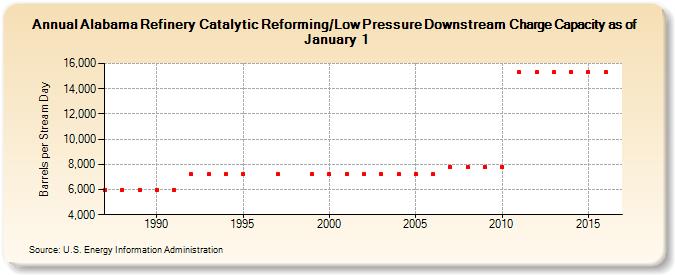 Annual Alabama Refinery Catalytic Reforming/Low Pressure Downstream Charge Capacity as of
January 1
Barrels per Stream Day
16,000
14,000
12,000
10,000
8,000
6,000
4,000
1990 1995 2000 2005 2010 2015
Source: U.S. Energy Information Administration